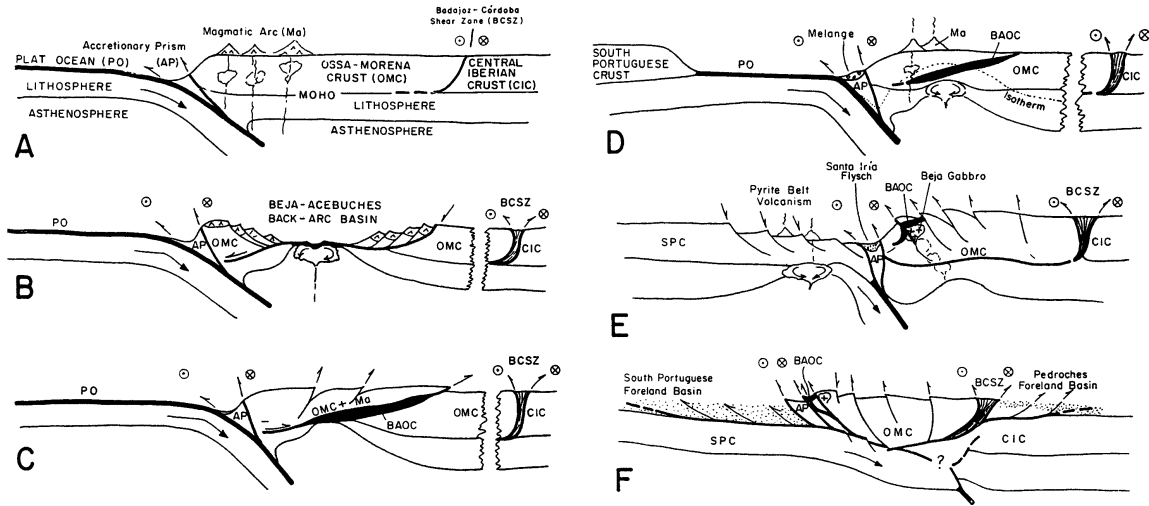 Badajoz-Córdoba
Shear Zone (BCSZ)
Magmatic Arc (Ma)
Accretionary Prism
(AP)
PLAT OCEAN (PO)
OSSA-MORENA
CRUST (OMC)
CENTRAL
IBERIAN
CRUST (CIC)
LITHOSPHERE
MOHO
LITHOSPHERE
ASTHENOSPHERE
ASTHENOSPHERE
A
PO
BEJA-ACEBUCHES
BACK-ARC BASIN
BCSZ
AP
OMC
OMC
CIC
B
PO
BCSZ
AP
OMC+Ma
OMC
CIC
BAOC
C
Melange
Ma
BAOC
SOUTH
PORTUGUESE
CRUST
PO
AP
OMC
CIC
Isotherm
D
Santa Iría
Flysch
Beja Gabbro
Pyrite Belt
Volcanism
BAOC
BCSZ
SPC
AP
OMC
CIC
E
BAOC
South Portuguese
Foreland Basin
BCSZ
Pedroches
Foreland Basin
AP
SPC
OMC
CIC
?
F